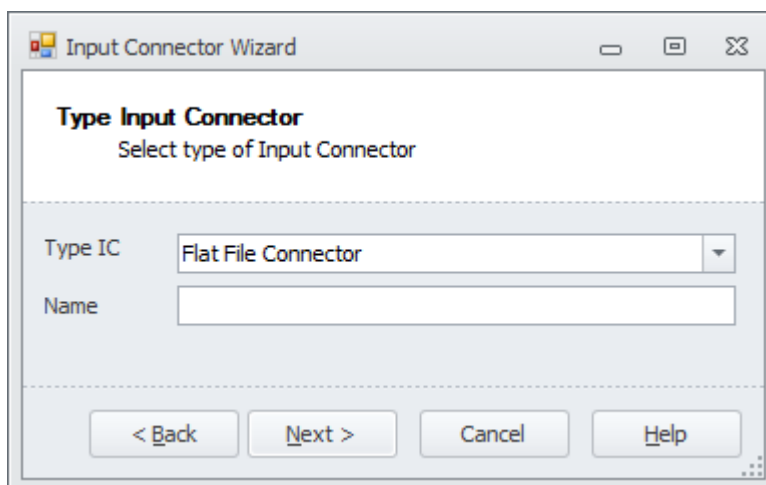 Input Connector Wizard
Type Input Connector
Select type of Input Connector
Type IC Flat File Connector
Name
< Back Next > Cancel Help